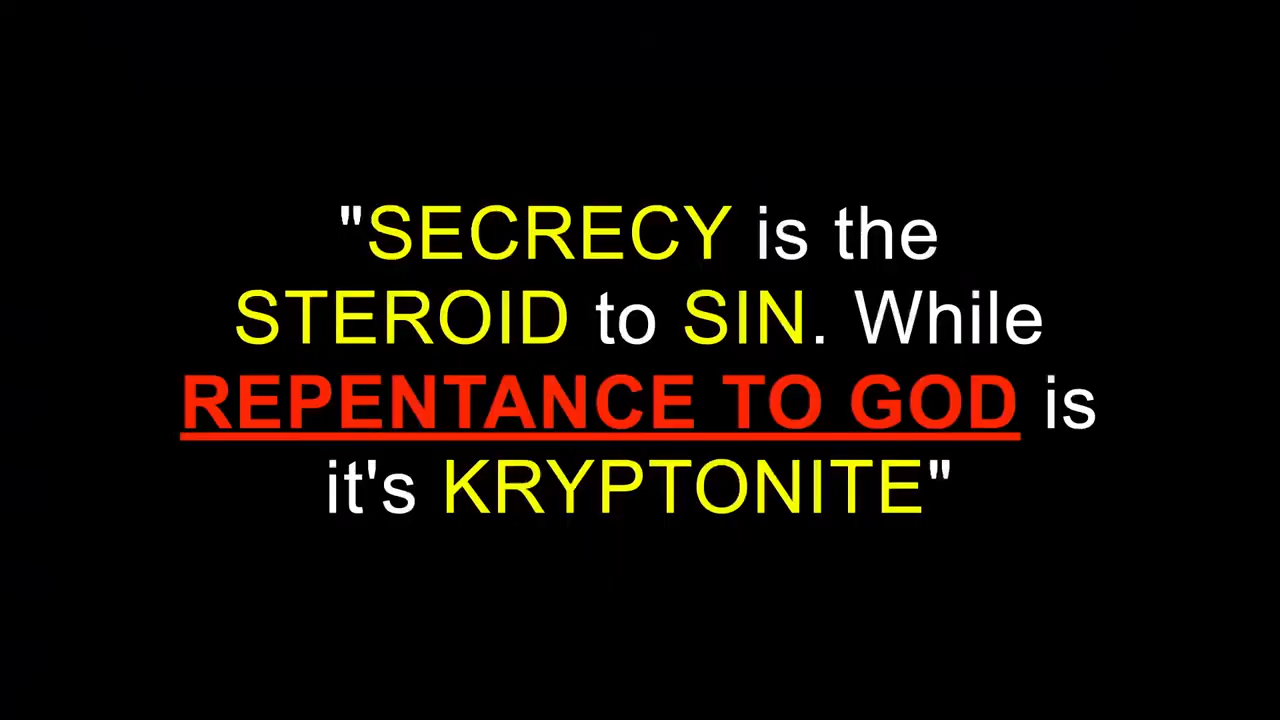 "SECRECY is the
STEROID to SIN. While
REPENTANCE TO GOD is
it's KRYPTONITE"